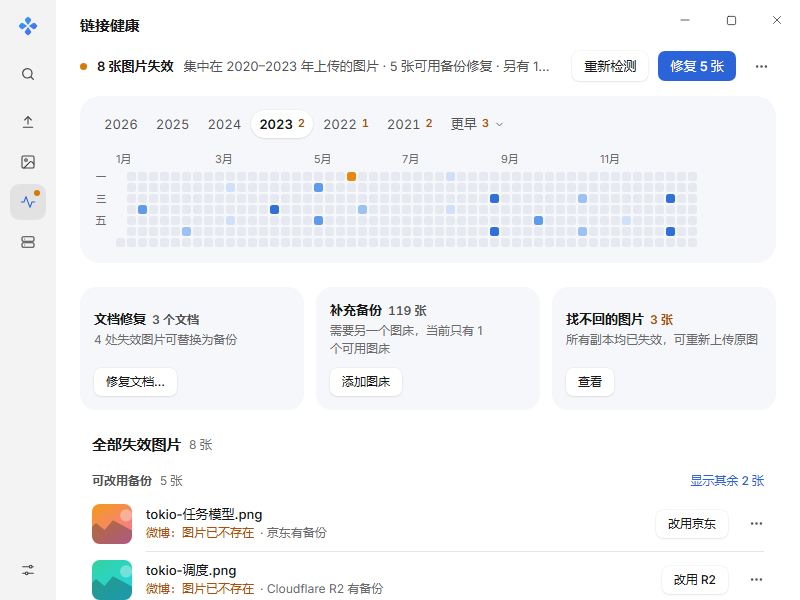 链接健康
8 张图片失效 集中在 2020–2023 年上传的图片 · 5 张可用备份修复 · 另有 1...
重新检测
修复 5 张
2026 2025 2024 2023 2 2022 1 2021 2 更早 3
1月 3月 5月 7月 9月 11月
一
三
五
文档修复 3 个文档
4 处失效图片可替换为备份
修复文档...
补充备份 119 张
需要另一个图床，当前只有 1
个可用图床
添加图床
找不回的图片 3 张
所有副本均已失效，可重新上传原图
查看
全部失效图片 8 张
可改用备份 5 张 显示其余 2 张
tokio-任务模型.png
微博：图片已不存在 · 京东有备份
改用京东
tokio-调度.png
微博：图片已不存在 · Cloudflare R2 有备份
改用 R2